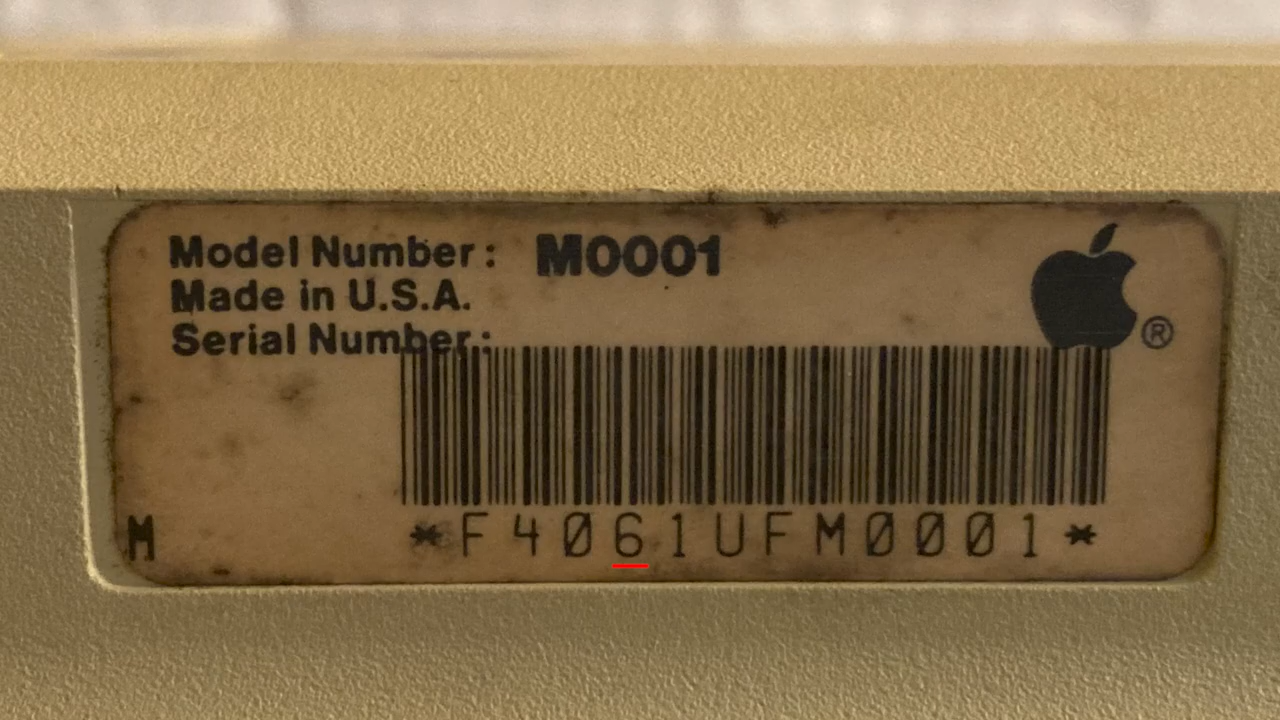 Model Number: M0001
Made in U.S.A.
Serial Number:
®
M *F4061UFM0001*